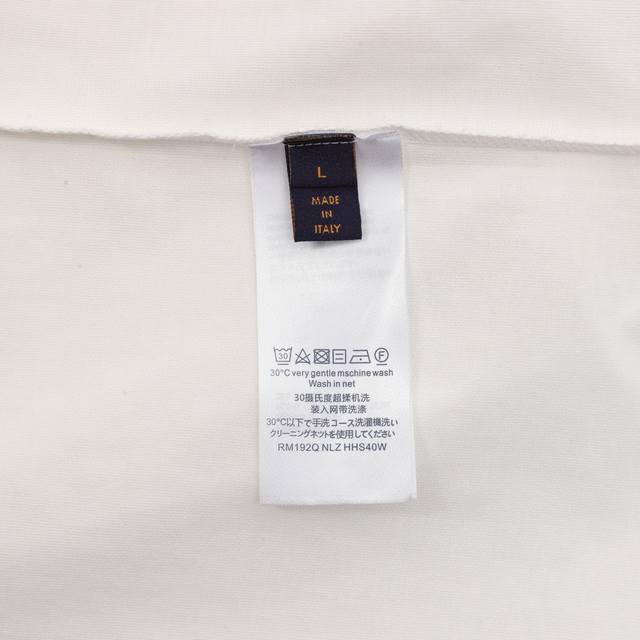 L
MADE
IN
ITALY
30
30°C very gentle mschine wash
Wash in net
30摄氏度超揉机洗
装入网带洗涤
30℃以下で手洗コース洗濯機洗い
クリーニングネットを使用してください
RM192Q NLZ HHS40W